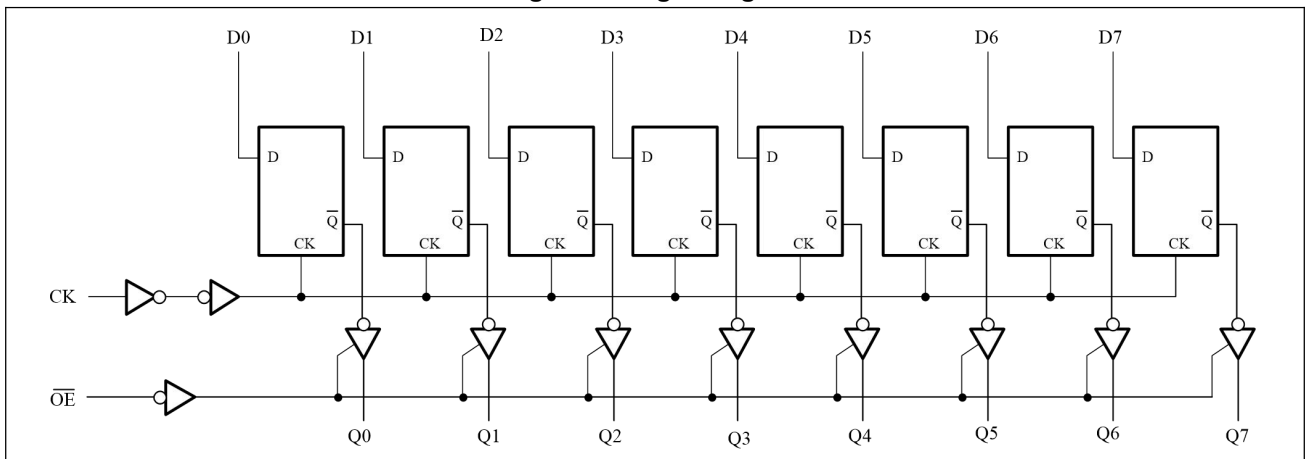 D0 D1 D2 D3 D4 D5 D6 D7
D D D D D D D D
Q̅ Q̅ Q̅ Q̅ Q̅ Q̅ Q̅ Q̅
CK CK CK CK CK CK CK CK
CK
O̅E̅
Q0 Q1 Q2 Q3 Q4 Q5 Q6 Q7